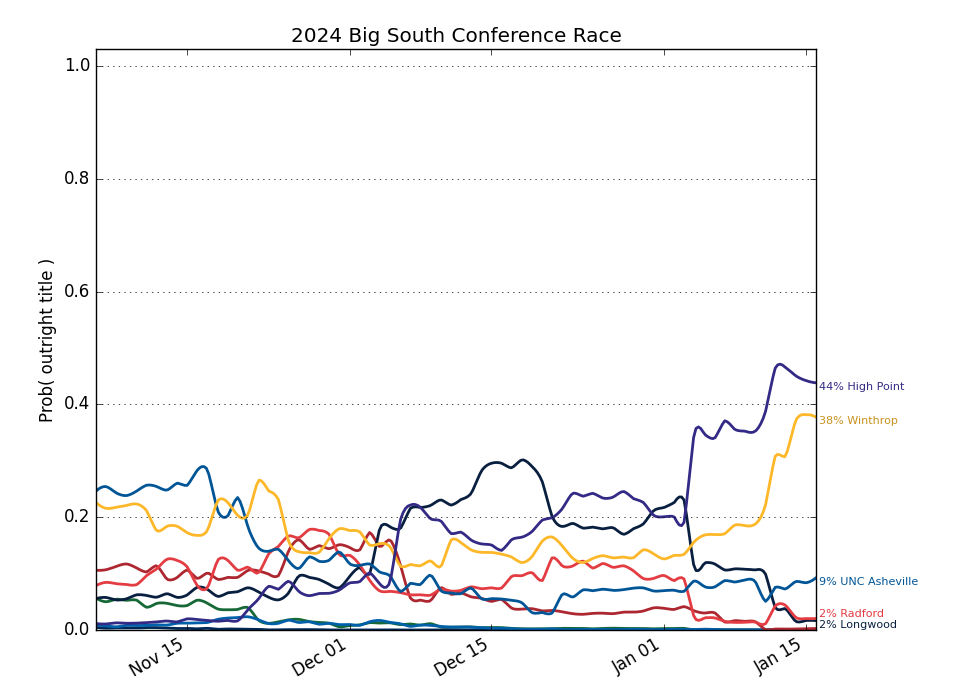 2024 Big South Conference Race
Prob( outright title )
1.0
0.8
0.6
0.4
0.2
0.0
Nov 15
Dec 01
Dec 15
Jan 01
Jan 15
44% High Point
38% Winthrop
9% UNC Asheville
2% Radford
2% Longwood